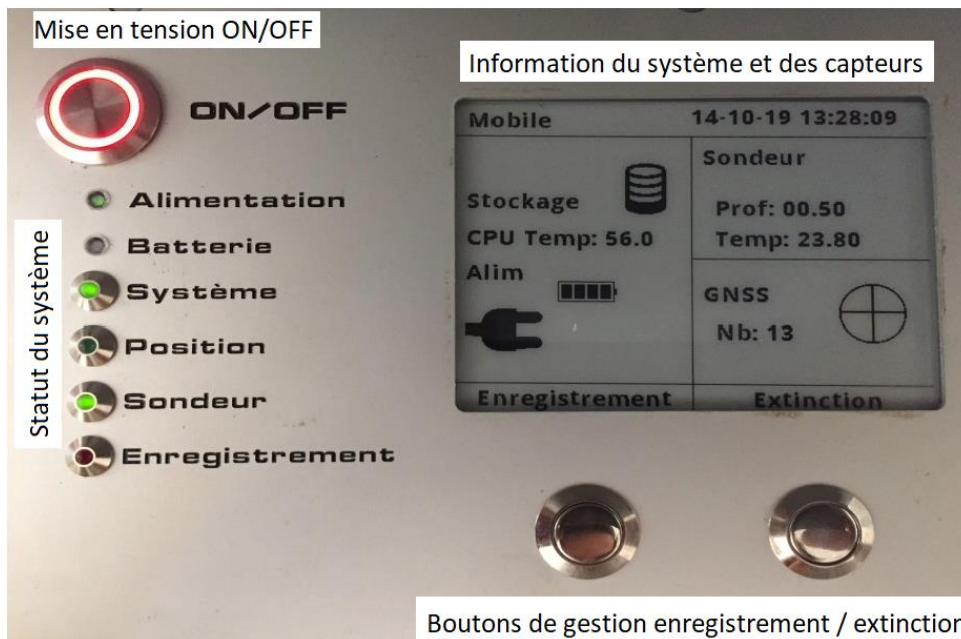 Mise en tension ON/OFF
Information du système et des capteurs
ON/OFF
Mobile 14-10-19 13:28:09
Sondeur
Alimentation
Stockage
Prof: 00.50
Batterie
CPU Temp: 56.0
Temp: 23.80
Statut du système
Système
Alim
GNSS
Nb: 13
Position
Sondeur
Enregistrement Extinction
Enregistrement
Boutons de gestion enregistrement / extinction